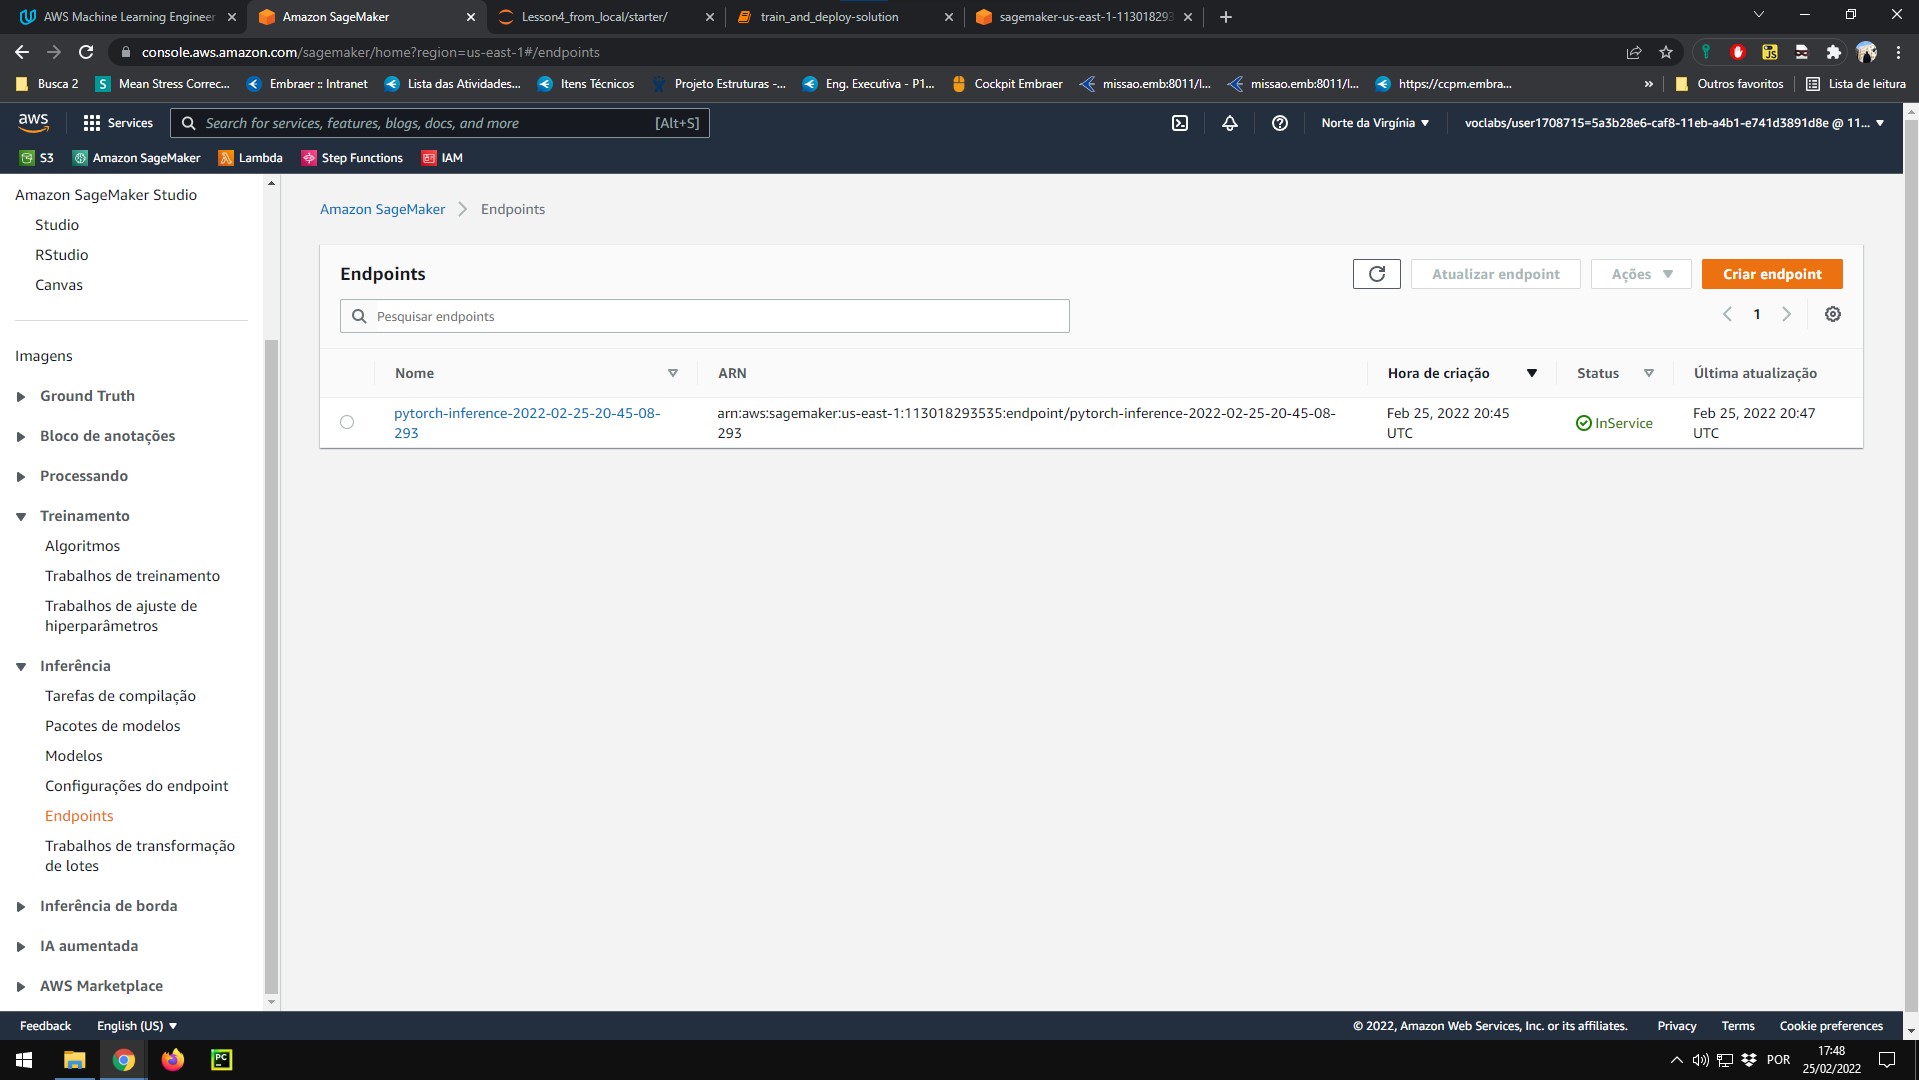 AWS Machine Learning Engineer
Amazon SageMaker
Lesson4_from_local/starter/
train_and_deploy-solution
sagemaker-us-east-1-113018293
console.aws.amazon.com/sagemaker/home?region=us-east-1#/endpoints
Busca 2
Mean Stress Correc...
Embraer :: Intranet
Lista das Atividades...
Itens Técnicos
Projeto Estruturas -...
Eng. Executiva - P1...
Cockpit Embraer
missao.emb:8011/l...
missao.emb:8011/l...
https://ccpm.embra...
»
Outros favoritos
Lista de leitura
aws
Services
Search for services, features, blogs, docs, and more
[Alt+S]
Norte da Virgínia
voclabs/user1708715=5a3b28e6-caf8-11eb-a4b1-e741d3891d8e @ 11...
S3
Amazon SageMaker
Lambda
Step Functions
IAM
Amazon SageMaker Studio
Studio
RStudio
Canvas
Imagens
Ground Truth
Bloco de anotações
Processando
Treinamento
Algoritmos
Trabalhos de treinamento
Trabalhos de ajuste de
hiperparâmetros
Inferência
Tarefas de compilação
Pacotes de modelos
Modelos
Configurações do endpoint
Endpoints
Trabalhos de transformação
de lotes
Inferência de borda
IA aumentada
AWS Marketplace
Amazon SageMaker
Endpoints
Endpoints
Atualizar endpoint
Ações
Criar endpoint
Pesquisar endpoints
1
Nome
ARN
Hora de criação
Status
Última atualização
pytorch-inference-2022-02-25-20-45-08-
293
arn:aws:sagemaker:us-east-1:113018293535:endpoint/pytorch-inference-2022-02-25-20-45-08-
293
Feb 25, 2022 20:45
UTC
InService
Feb 25, 2022 20:47
UTC
Feedback
English (US)
© 2022, Amazon Web Services, Inc. or its affiliates.
Privacy
Terms
Cookie preferences
PC
POR
17:48
25/02/2022